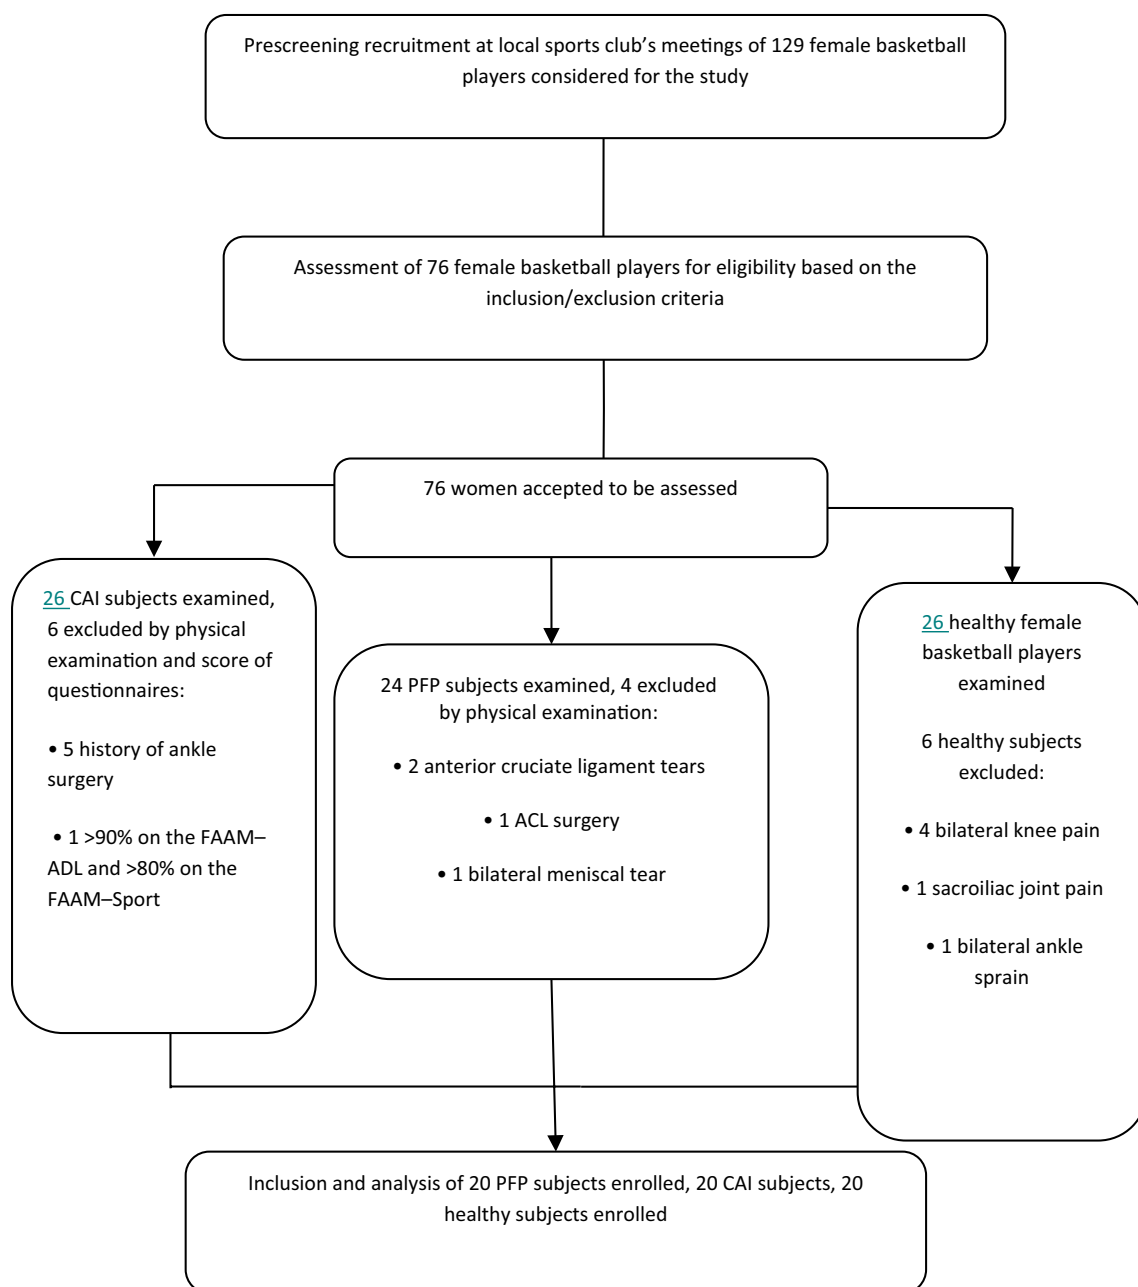 Prescreening recruitment at local sports club's meetings of 129 female basketball
players considered for the study
Assessment of 76 female basketball players for eligibility based on the
inclusion/exclusion criteria
76 women accepted to be assessed
26 CAI subjects examined,
6 excluded by physical
examination and score of
questionnaires:
• 5 history of ankle
surgery
• 1 >90% on the FAAM–
ADL and >80% on the
FAAM–Sport
24 PFP subjects examined, 4 excluded
by physical examination:
• 2 anterior cruciate ligament tears
• 1 ACL surgery
• 1 bilateral meniscal tear
26 healthy female
basketball players
examined
6 healthy subjects
excluded:
• 4 bilateral knee pain
• 1 sacroiliac joint pain
• 1 bilateral ankle
sprain
Inclusion and analysis of 20 PFP subjects enrolled, 20 CAI subjects, 20
healthy subjects enrolled